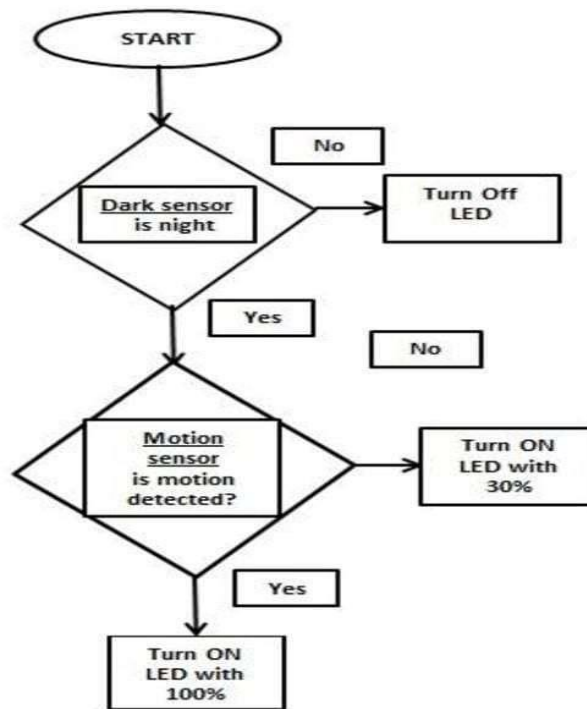 START
No
Dark sensor
is night
Turn Off
LED
Yes
No
Motion
sensor
is motion
detected?
Turn ON
LED with
30%
Yes
Turn ON
LED with
100%